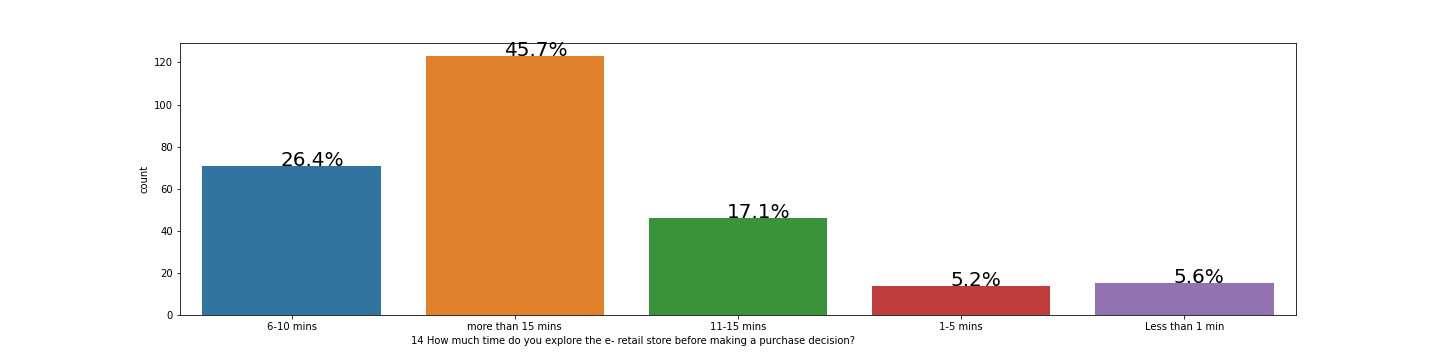 45.7%
120
100
80
26.4%
60
count
17.1%
40
20
5.2%
5.6%
0
6-10 mins
more than 15 mins
11-15 mins
1-5 mins
Less than 1 min
14 How much time do you explore the e- retail store before making a purchase decision?